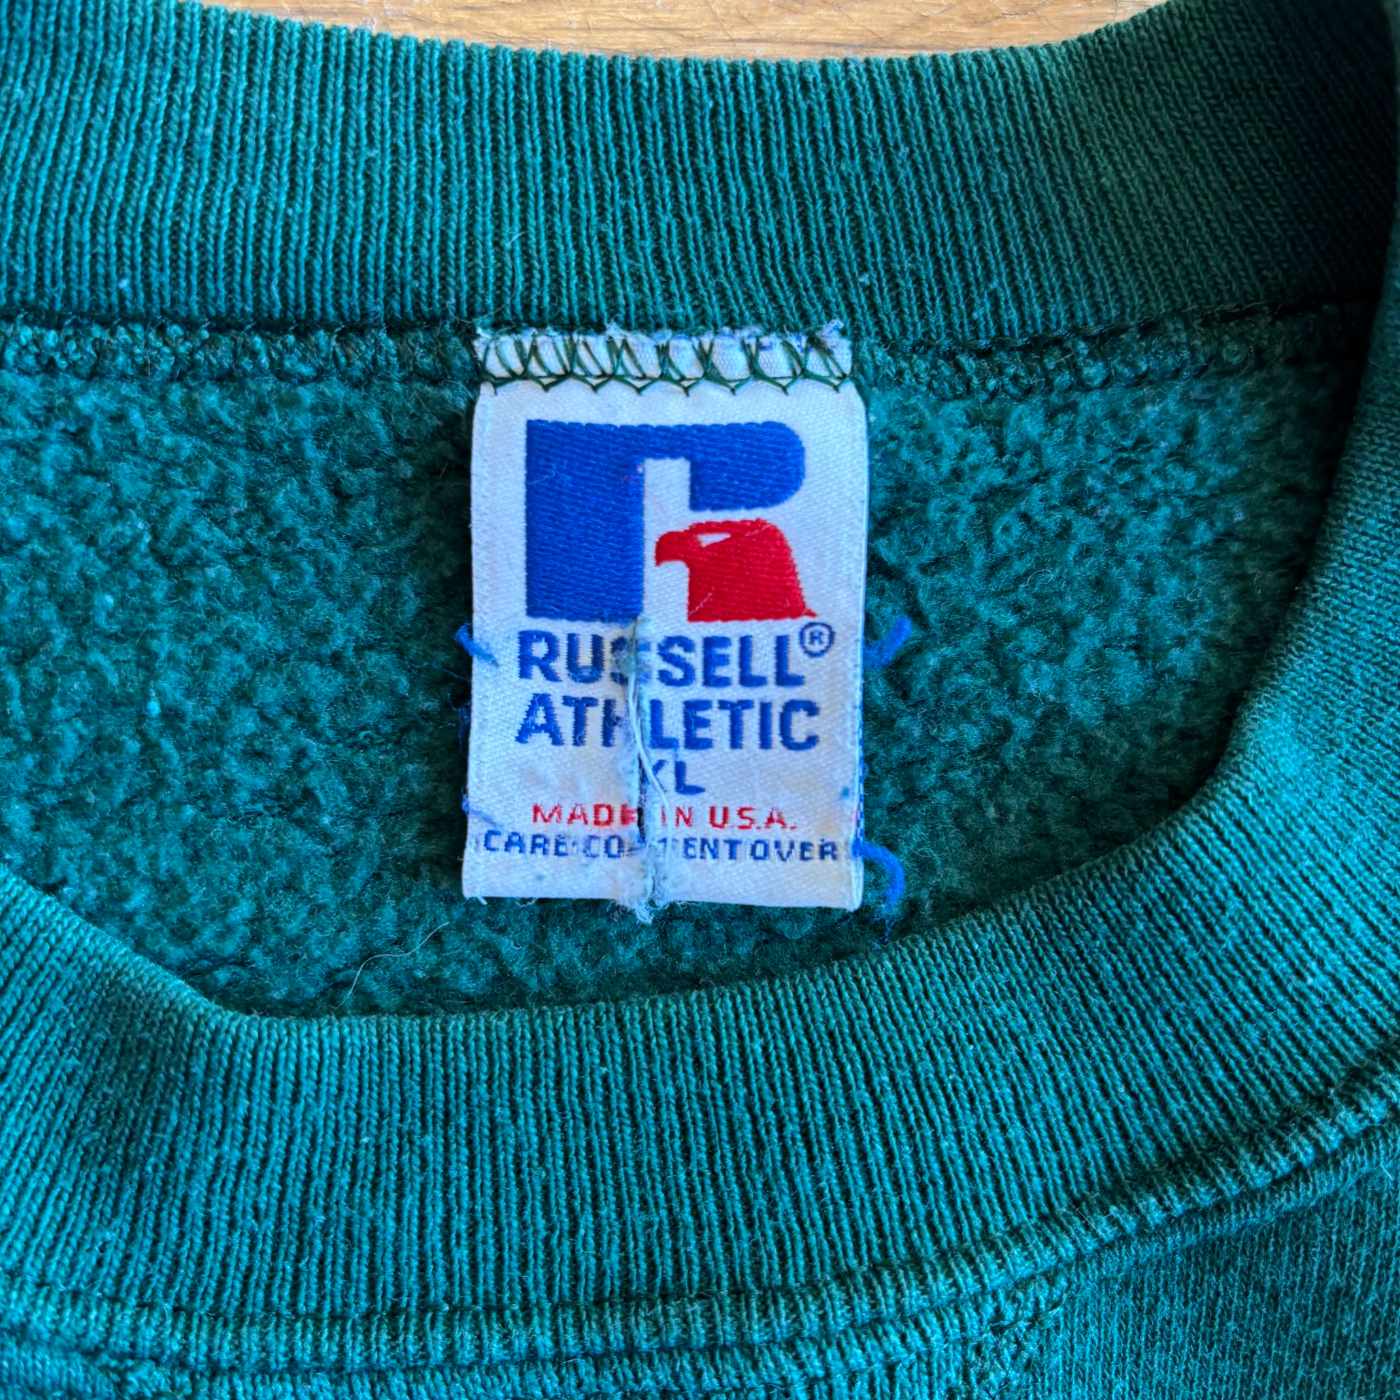 RUSSELL®
ATHLETIC
XL
MADE IN U.S.A.
CARE·CONTENT OVER